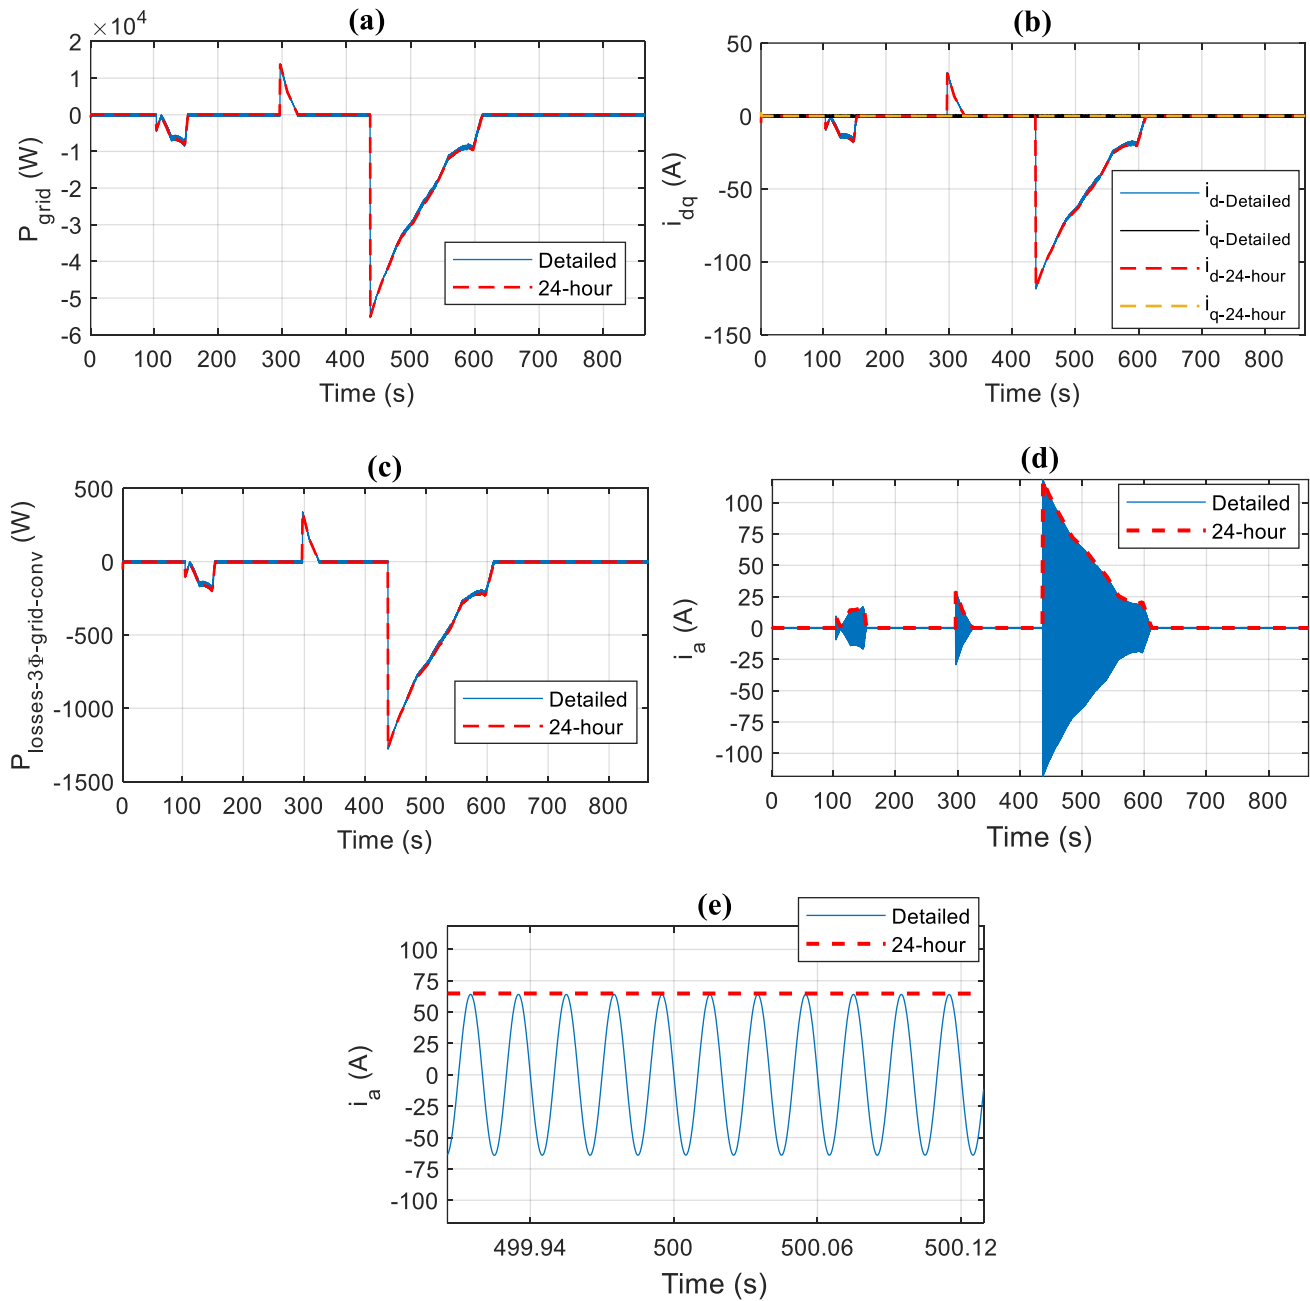 (a)
×10⁴
2
1
0
-1
-2
-3
-4
-5
-6
P_grid (W)
Detailed
24-hour
0 100 200 300 400 500 600 700 800
Time (s)
(b)
50
0
-50
-100
-150
i_dq (A)
i_d-Detailed
i_q-Detailed
i_d-24-hour
i_q-24-hour
0 100 200 300 400 500 600 700 800
Time (s)
(c)
500
0
-500
-1000
-1500
P_losses-3Φ-grid-conv (W)
Detailed
24-hour
0 100 200 300 400 500 600 700 800
Time (s)
(d)
100
75
50
25
0
-25
-50
-75
-100
i_a (A)
Detailed
24-hour
0 100 200 300 400 500 600 700 800
Time (s)
(e)
100
75
50
25
0
-25
-50
-75
-100
i_a (A)
Detailed
24-hour
499.94 500 500.06 500.12
Time (s)